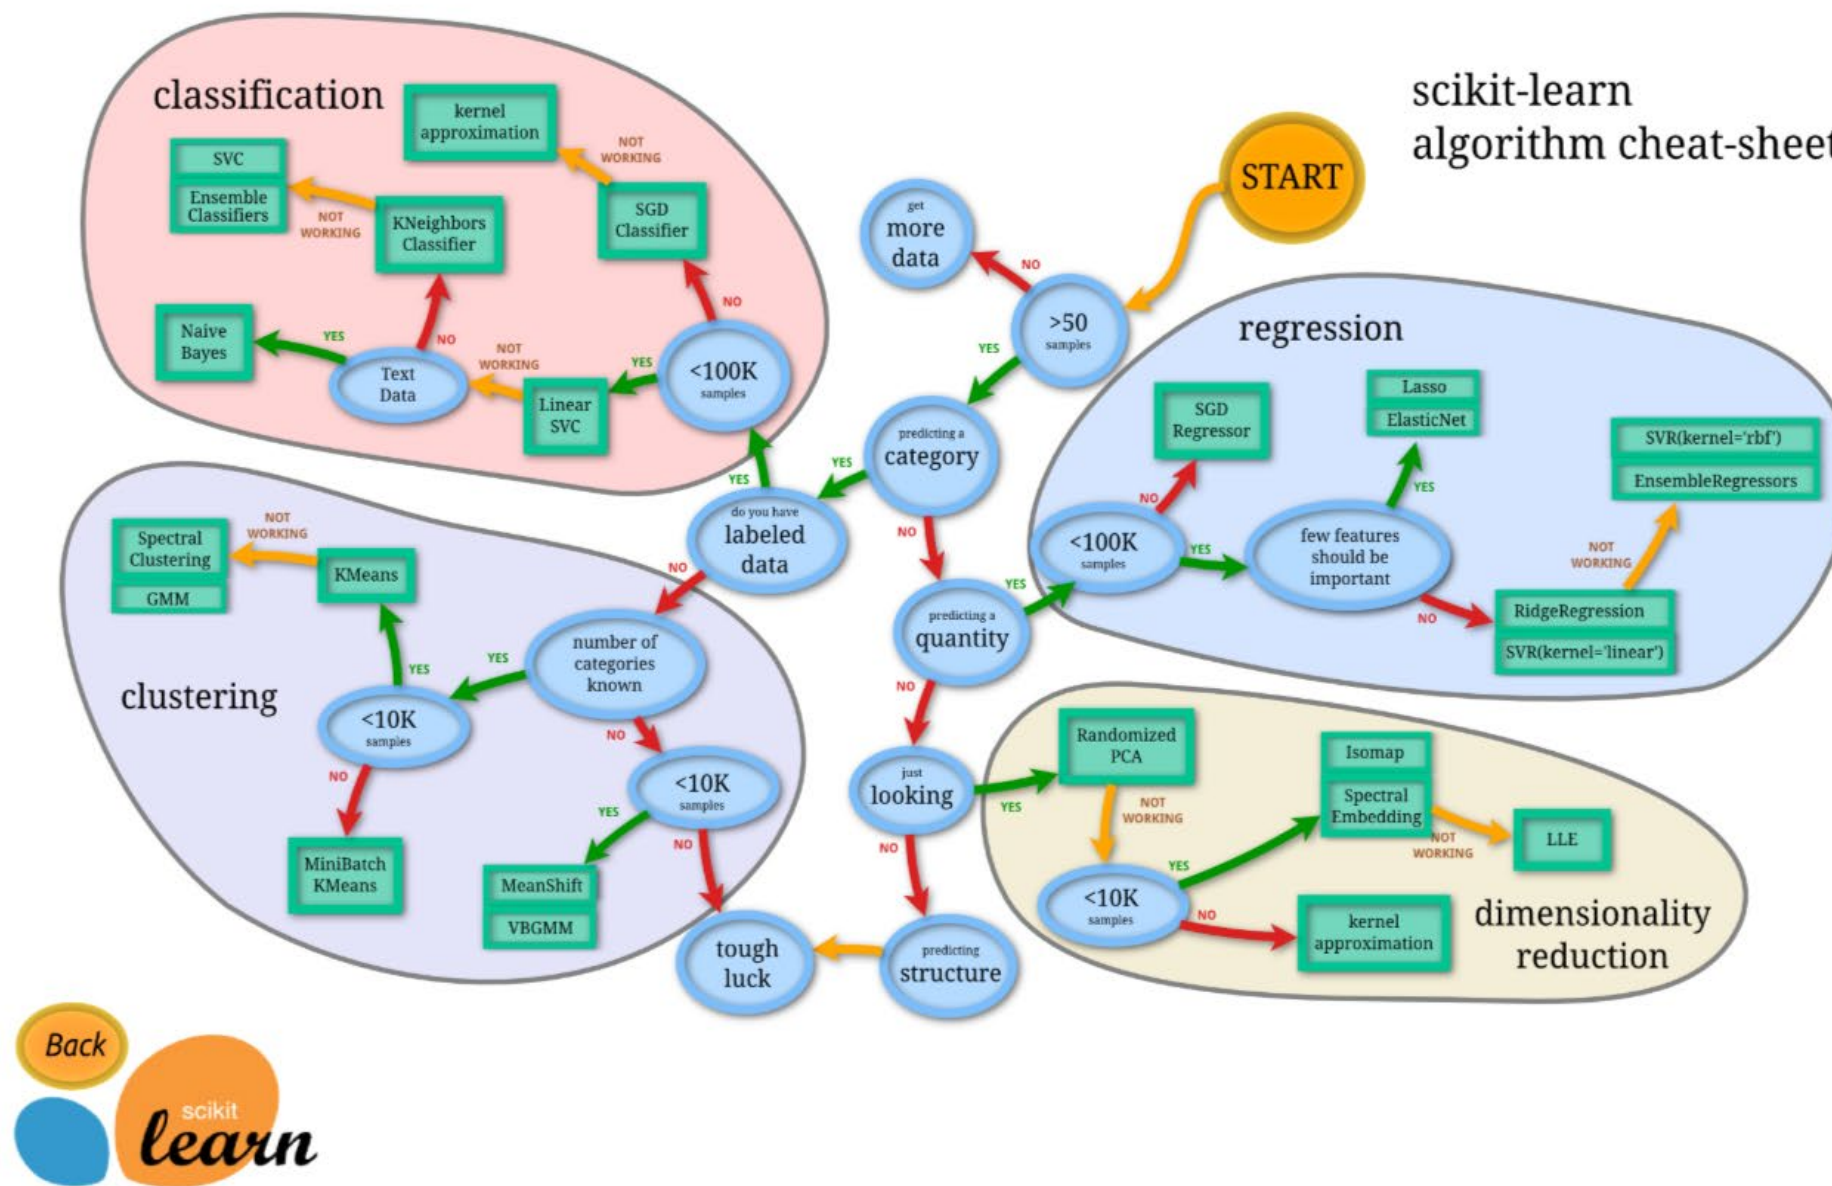 scikit-learn
algorithm cheat-sheet
START
classification
kernel
approximation
NOT
WORKING
SVC
Ensemble
Classifiers
NOT
WORKING
KNeighbors
Classifier
SGD
Classifier
NO
Naive
Bayes
YES
NO
Text
Data
NOT
WORKING
Linear
SVC
YES
<100K
samples
get
more
data
NO
>50
samples
YES
predicting a
category
YES
YES
do you have
labeled
data
NO
NO
predicting a
quantity
YES
NO
just
looking
YES
NO
predicting
structure
tough
luck
regression
SGD
Regressor
Lasso
ElasticNet
SVR(kernel='rbf')
EnsembleRegressors
YES
NO
<100K
samples
YES
few features
should be
important
NOT
WORKING
NO
RidgeRegression
SVR(kernel='linear')
clustering
Spectral
Clustering
GMM
NOT
WORKING
KMeans
YES
number of
categories
known
YES
<10K
samples
NO
NO
<10K
samples
YES
NO
MiniBatch
KMeans
MeanShift
VBGMM
Randomized
PCA
NOT
WORKING
Isomap
Spectral
Embedding
NOT
WORKING
LLE
YES
<10K
samples
NO
kernel
approximation
dimensionality
reduction
Back
scikit
learn